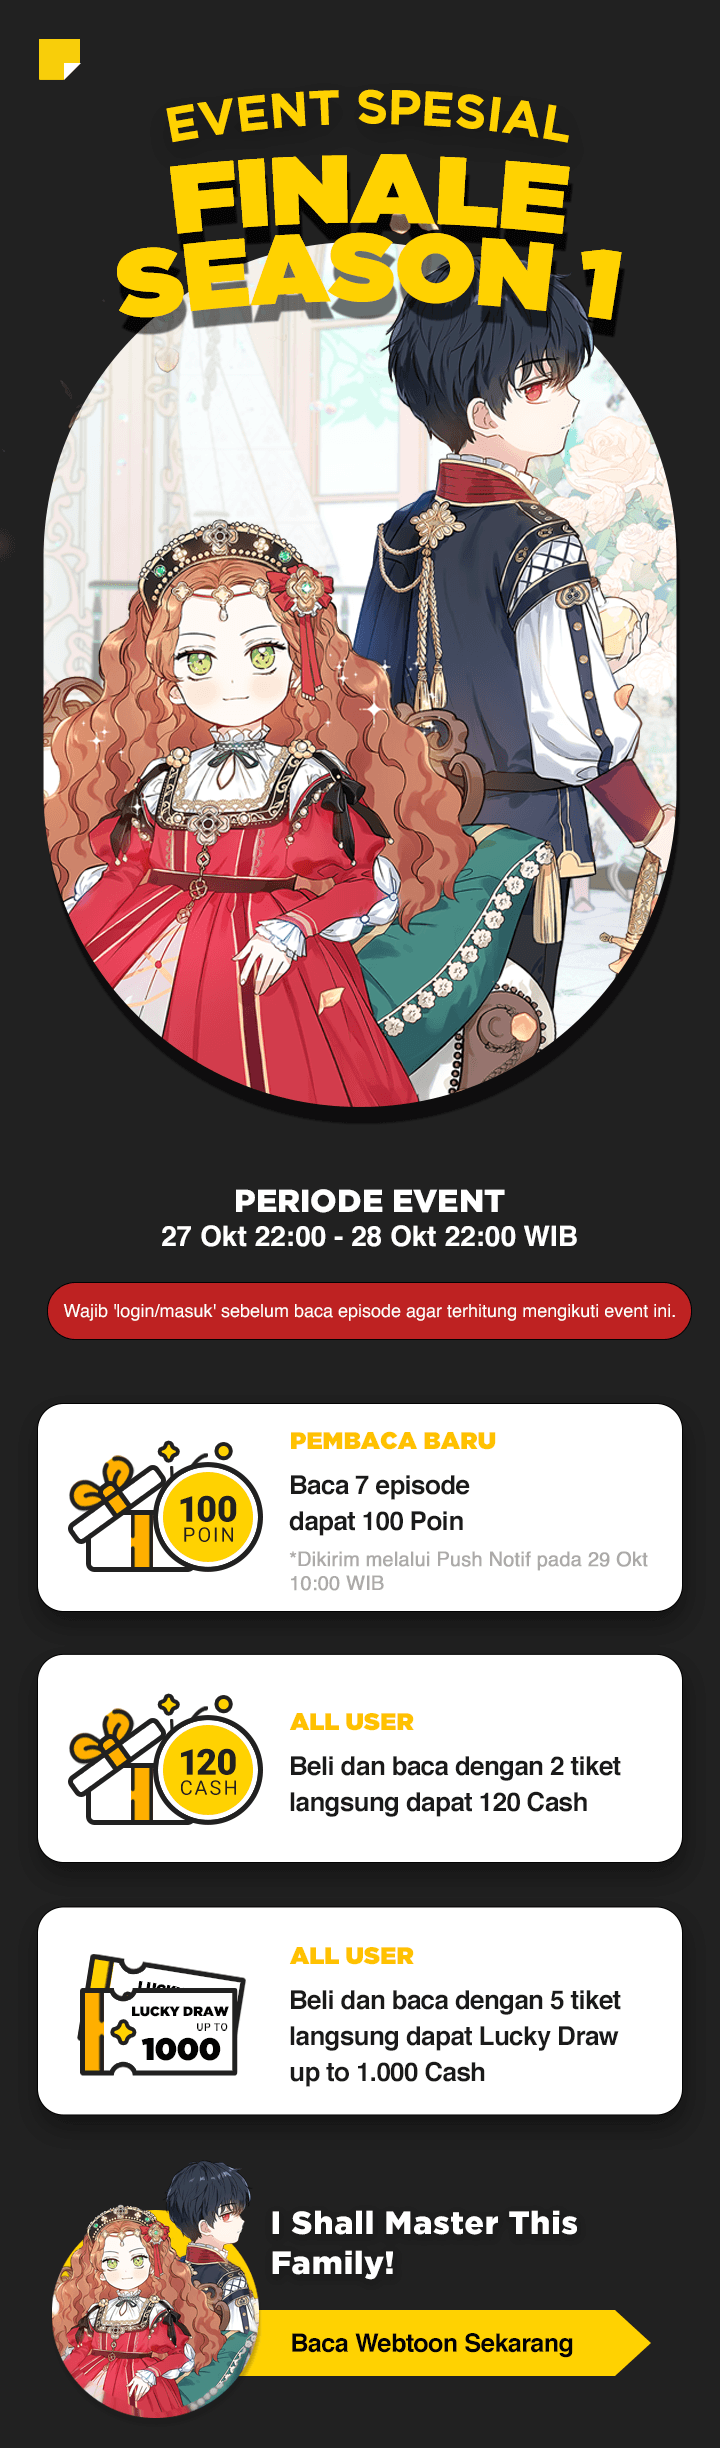 EVENT SPESIAL
FINALE
SEASON 1
PERIODE EVENT
27 Okt 22:00 - 28 Okt 22:00 WIB
Wajib 'login/masuk' sebelum baca episode agar terhitung mengikuti event ini.
100
POIN
PEMBACA BARU
Baca 7 episode
dapat 100 Poin
*Dikirim melalui Push Notif pada 29 Okt
10:00 WIB
120
CASH
ALL USER
Beli dan baca dengan 2 tiket
langsung dapat 120 Cash
LUCKY DRAW
UP TO
1000
ALL USER
Beli dan baca dengan 5 tiket
langsung dapat Lucky Draw
up to 1.000 Cash
I Shall Master This
Family!
Baca Webtoon Sekarang